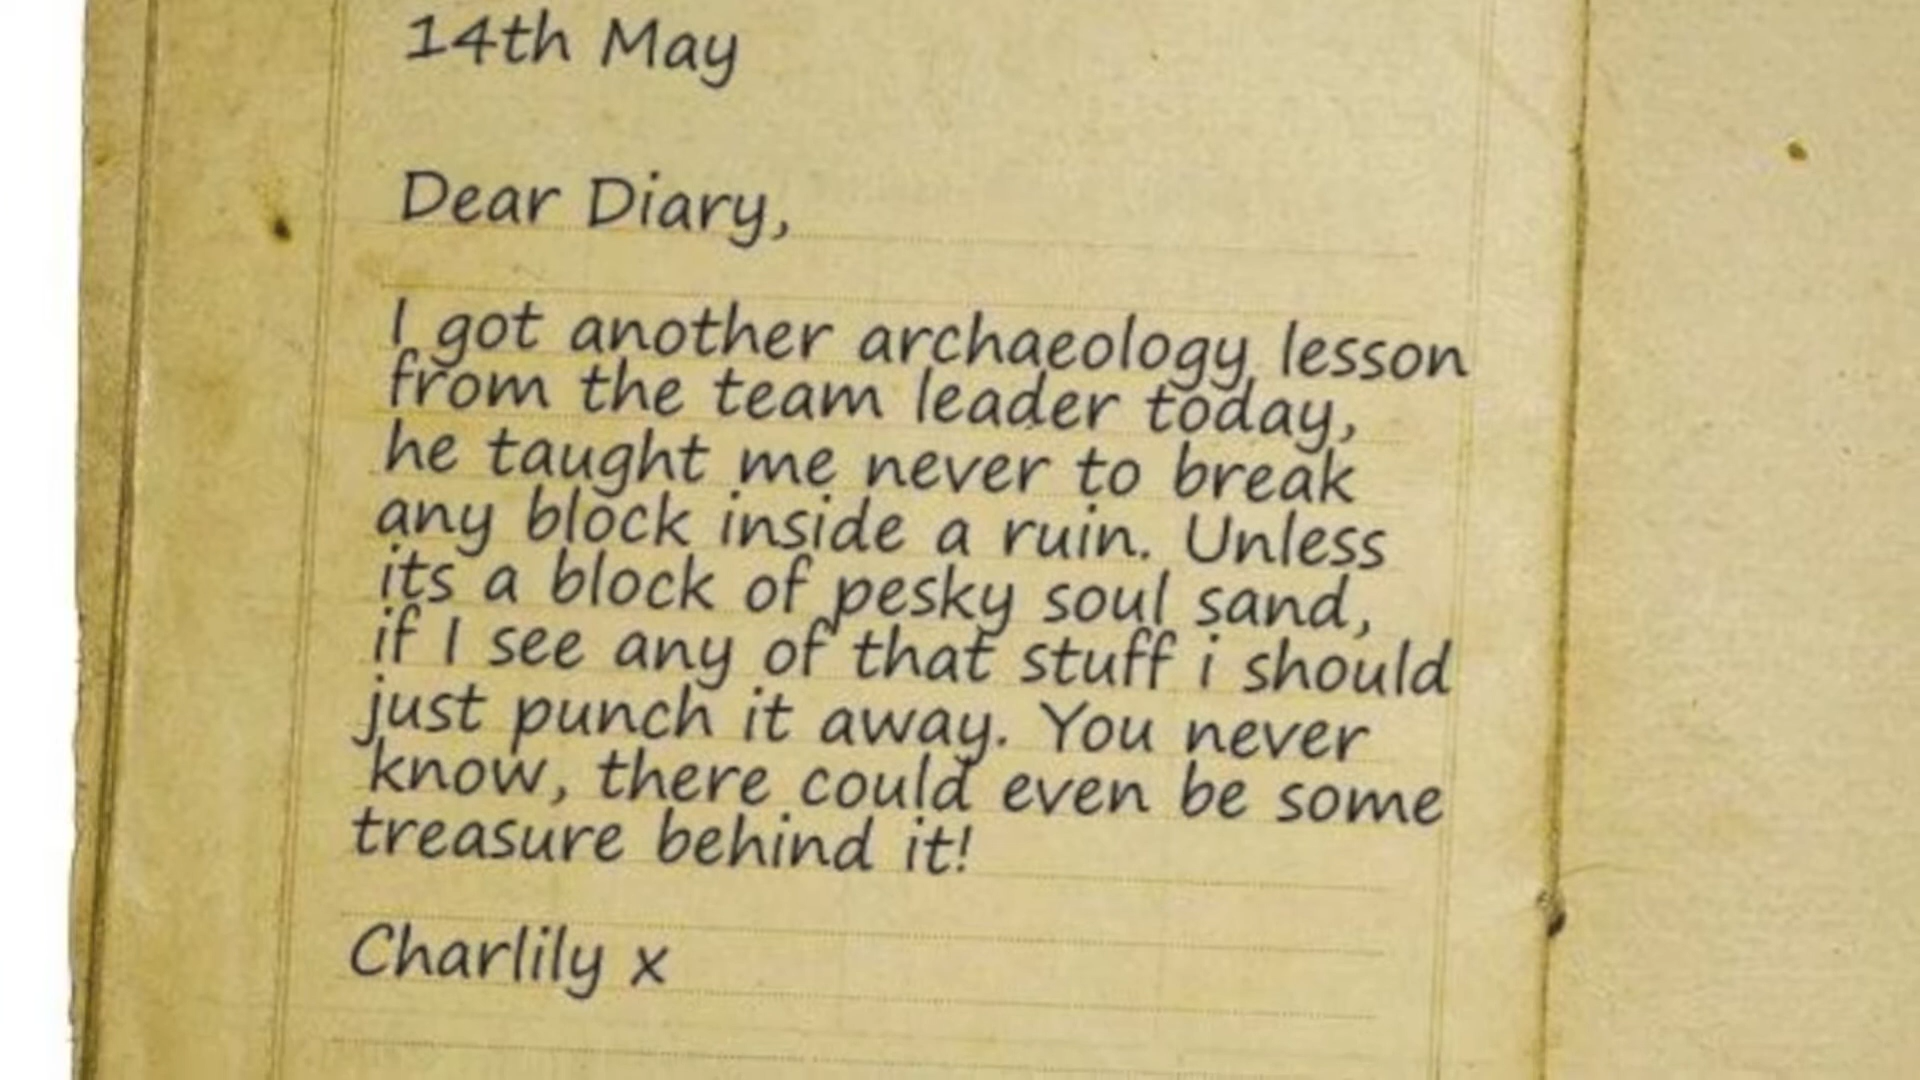 14th May
Dear Diary,
I got another archaeology lesson
from the team leader today,
he taught me never to break
any block inside a ruin. Unless
its a block of pesky soul sand,
if I see any of that stuff i should
just punch it away. You never
know, there could even be some
treasure behind it!
Charlily x